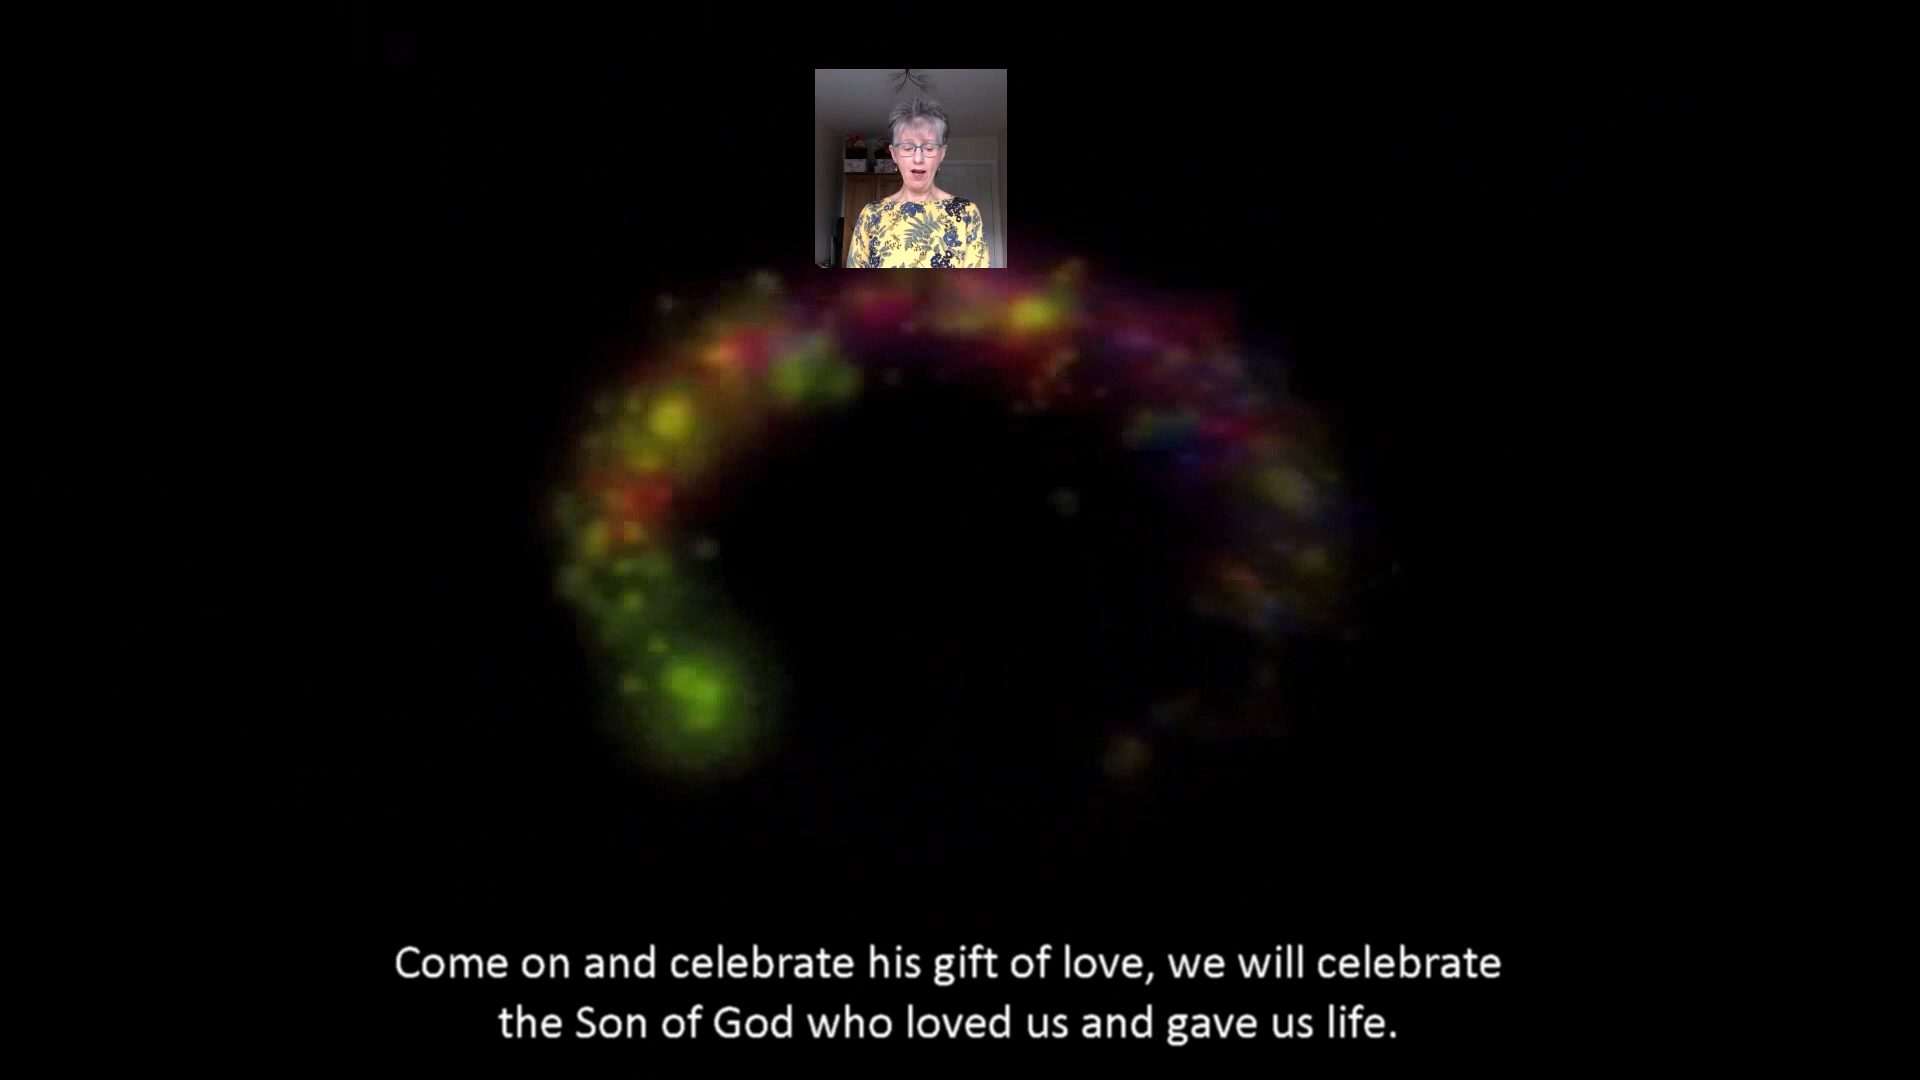 Come on and celebrate his gift of love, we will celebrate
the Son of God who loved us and gave us life.